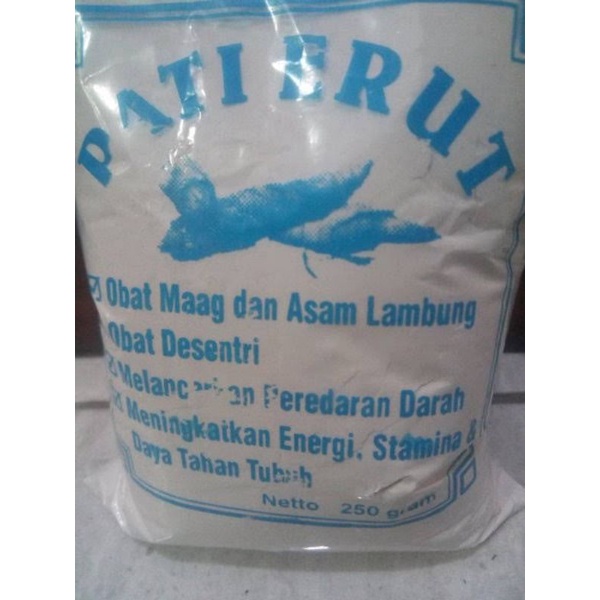 PATI ERUT
Obat Maag dan Asam Lambung
Obat Desentri
Melancarkan Peredaran Darah
Meningkatkan Energi, Stamina &
Daya Tahan Tubuh
Netto 250 gram